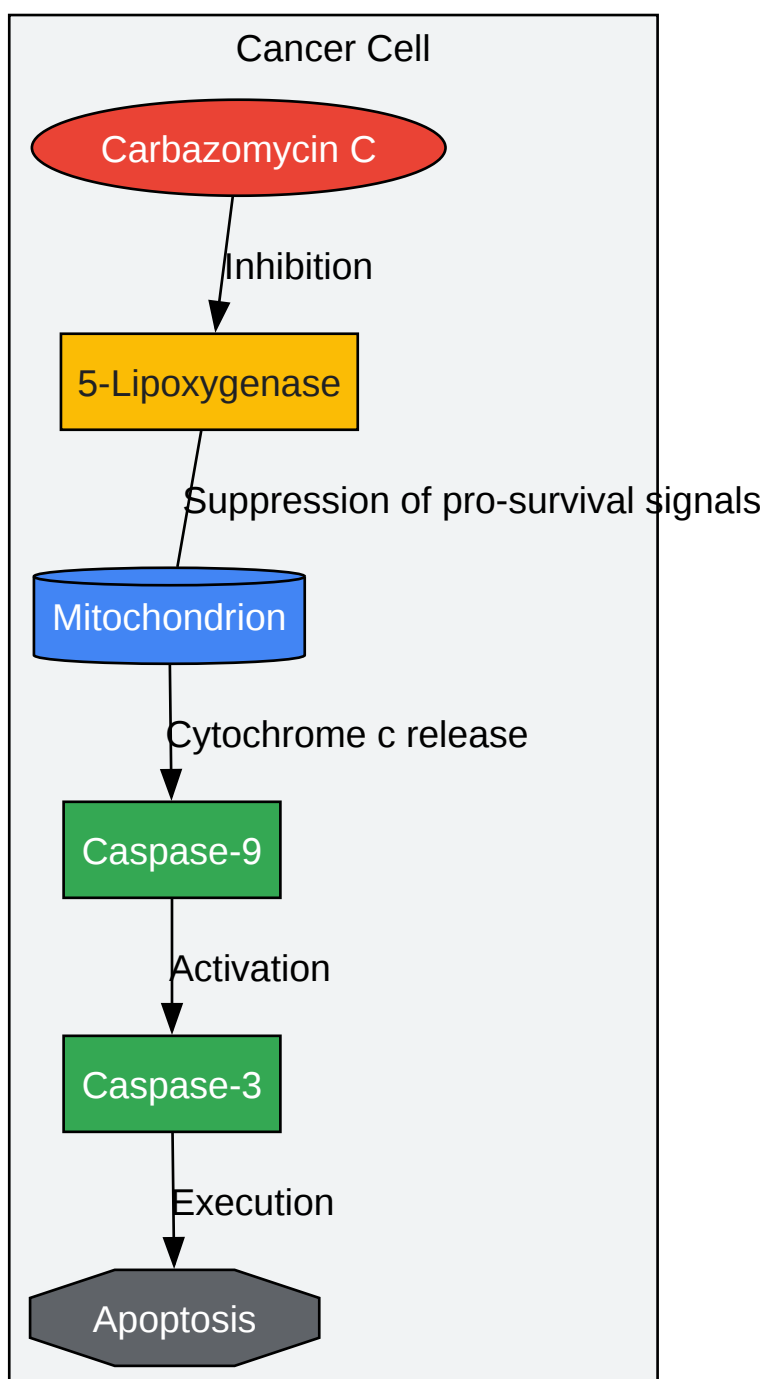 Cancer Cell
Carbazomycin C
Inhibition
5-Lipoxygenase
Suppression of pro-survival signals
Mitochondrion
Cytochrome c release
Caspase-9
Activation
Caspase-3
Execution
Apoptosis